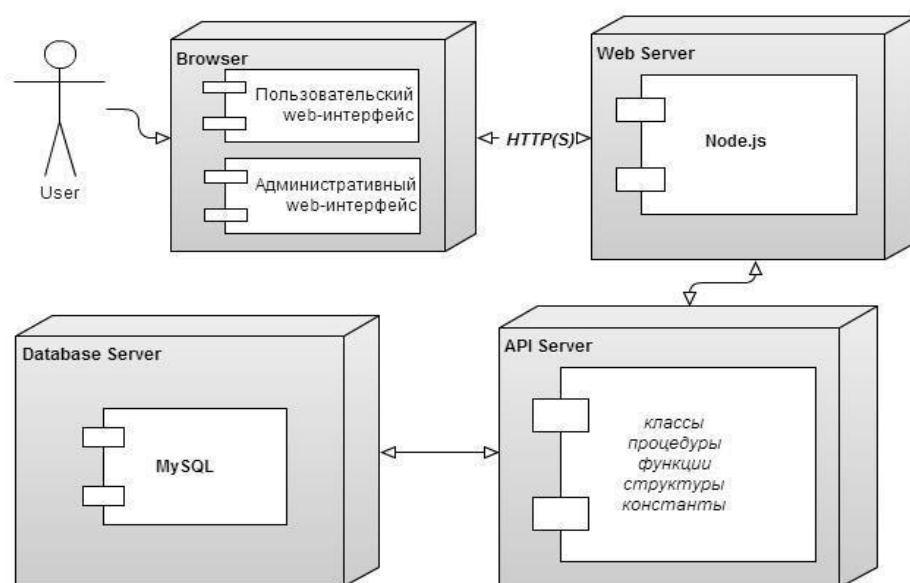 User
Browser
Пользовательский
web-интерфейс
Административный
web-интерфейс
HTTP(S)
Web Server
Node.js
Database Server
MySQL
API Server
классы
процедуры
функции
структуры
константы